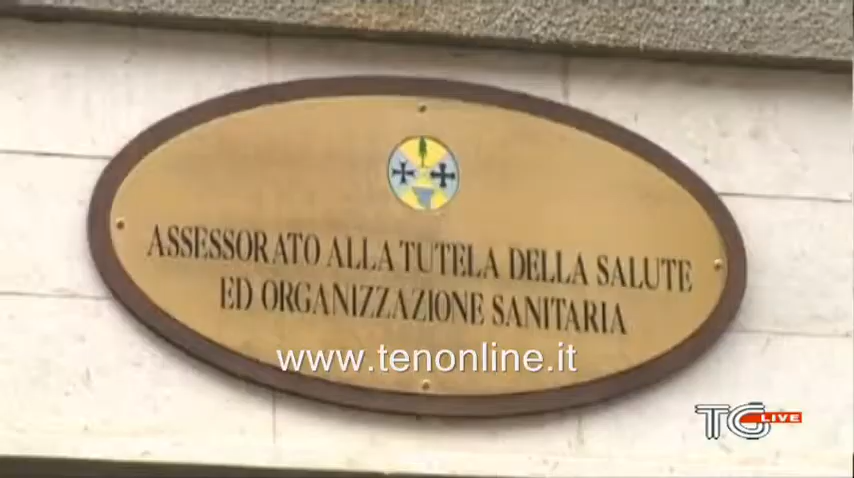 ASSESSORATO ALLA TUTELA DELLA SALUTE
ED ORGANIZZAZIONE SANITARIA
www.tenonline.it
TG LIVE